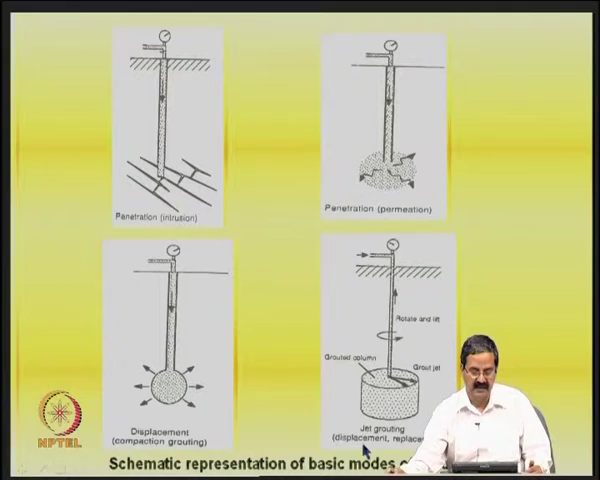 Penetration (intrusion)
Penetration (permeation)
Rotate and lift
Grouted column
Grout jet
Displacement
(compaction grouting)
Jet grouting
(displacement,
NPTEL
Schematic representation of basic modes